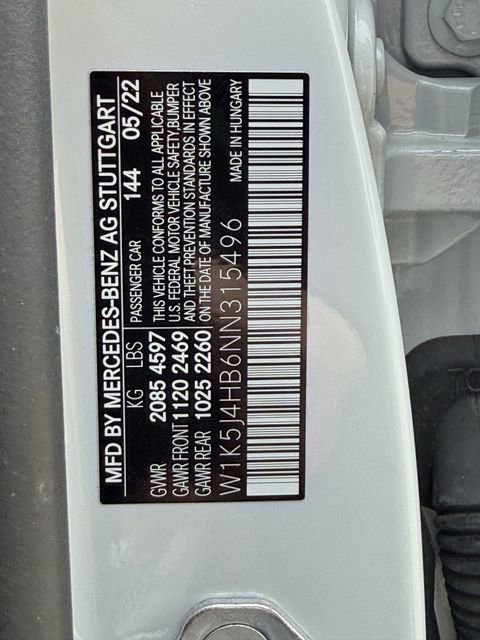 MFD BY MERCEDES-BENZ AG STUTTGART
KG LBS PASSENGER CAR 144 05/22
GVWR 2085 4597 THIS VEHICLE CONFORMS TO ALL APPLICABLE
U.S. FEDERAL MOTOR VEHICLE SAFETY,BUMPER
GAWR FRONT 1120 2469 AND THEFT PREVENTION STANDARDS IN EFFECT
GAWR REAR 1025 2260 ON THE DATE OF MANUFACTURE SHOWN ABOVE
W1K5J4HB6NN315496 MADE IN HUNGARY